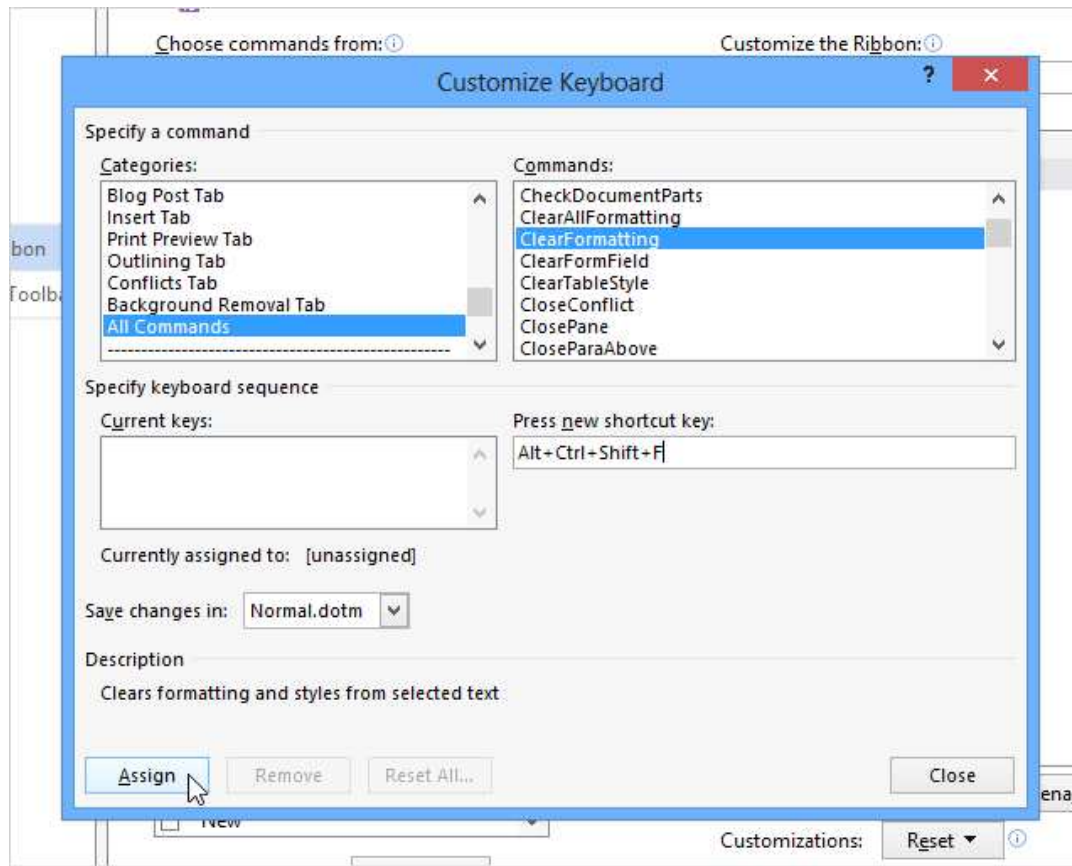 Choose commands from:
Customize the Ribbon:
Customize Keyboard
?
Specify a command
Categories:
Blog Post Tab
Insert Tab
Print Preview Tab
Outlining Tab
Conflicts Tab
Background Removal Tab
All Commands
Commands:
CheckDocumentParts
ClearAllFormatting
ClearFormatting
ClearFormField
ClearTableStyle
CloseConflict
ClosePane
CloseParaAbove
bon
Toolba
Specify keyboard sequence
Current keys:
Press new shortcut key:
Alt+Ctrl+Shift+F
Currently assigned to: [unassigned]
Save changes in: Normal.dotm
Description
Clears formatting and styles from selected text
Assign
Remove
Reset All...
Close
ena
New
Customizations: Reset